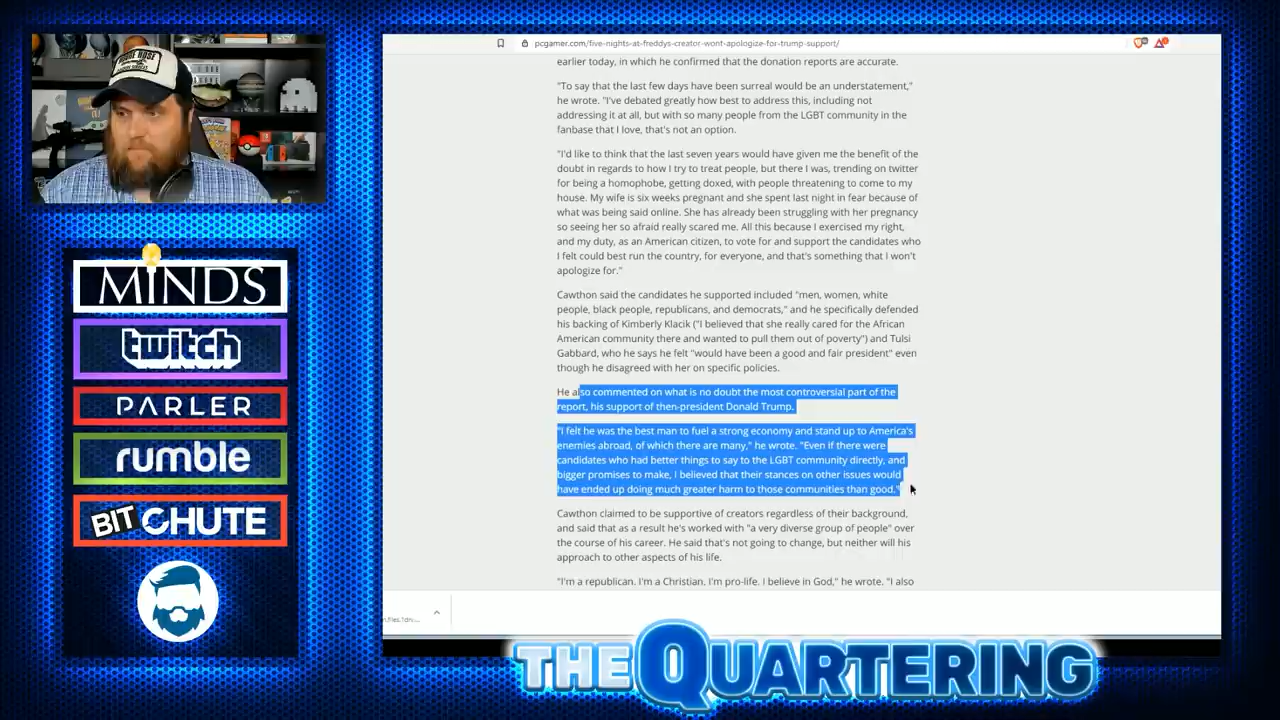 pcgamer.com/five-nights-at-freddys-creator-wont-apologize-for-trump-support/
earlier today, in which he confirmed that the donation reports are accurate.
"To say that the last few days have been surreal would be an understatement,"
he wrote. "I've debated greatly how best to address this, including not
addressing it at all, but with so many people from the LGBT community in the
fanbase that I love, that's not an option.
"I'd like to think that the last seven years would have given me the benefit of the
doubt in regards to how I try to treat people, but there I was, trending on twitter
for being a homophobe, getting doxed, with people threatening to come to my
house. My wife is six weeks pregnant and she spent last night in fear because of
what was being said online. She has already been struggling with her pregnancy
so seeing her so afraid really scared me. All this because I exercised my right,
and my duty, as an American citizen, to vote for and support the candidates who
I felt could best run the country, for everyone, and that's something that I won't
apologize for."
Cawthon said the candidates he supported included "men, women, white
people, black people, republicans, and democrats," and he specifically defended
his backing of Kimberly Klacik ("I believed that she really cared for the African
American community there and wanted to pull them out of poverty") and Tulsi
Gabbard, who he says he felt "would have been a good and fair president" even
though he disagreed with her on specific policies.
He also commented on what is no doubt the most controversial part of the
report, his support of then-president Donald Trump.
"I felt he was the best man to fuel a strong economy and stand up to America's
enemies abroad, of which there are many," he wrote. "Even if there were
candidates who had better things to say to the LGBT community directly, and
bigger promises to make, I believed that their stances on other issues would
have ended up doing much greater harm to those communities than good."
Cawthon claimed to be supportive of creators regardless of their background,
and said that as a result he's worked with "a very diverse group of people" over
the course of his career. He said that's not going to change, but neither will his
approach to other aspects of his life.
"I'm a republican. I'm a Christian. I'm pro-life. I believe in God," he wrote. "I also
MINDS
twitch
PARLER
rumble
BIT CHUTE
THE QUARTERING